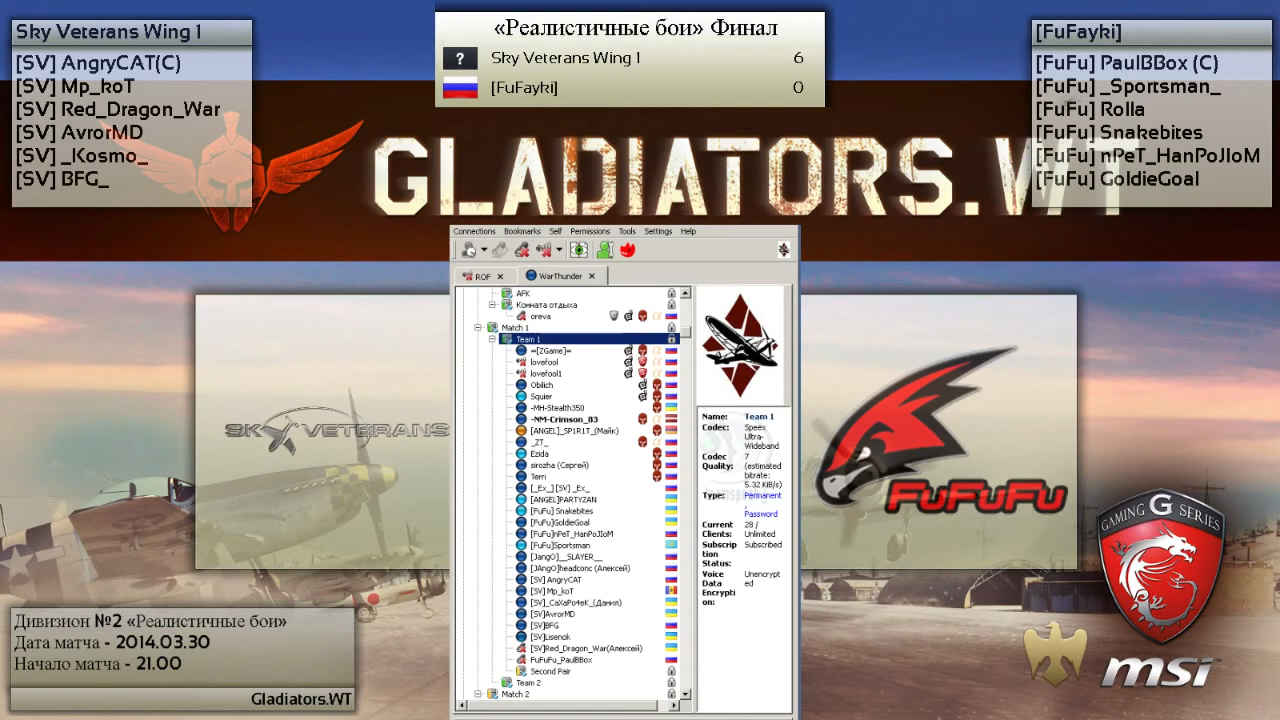 Sky Veterans Wing 1
[SV] AngryCAT(C)
[SV] Mp_koT
[SV] Red_Dragon_War
[SV] AvrorMD
[SV] _Kosmo_
[SV] BFG_
«Реалистичные бои» Финал
? Sky Veterans Wing 1 6
[FuFayki] 0
[FuFayki]
[FuFu] PaulBBox (C)
[FuFu] _Sportsman_
[FuFu] Rolla
[FuFu] Snakebites
[FuFu] nPeT_HanPoJIoM
[FuFu] GoldieGoal
GLADIATORS.WT
Connections Bookmarks Self Permissions Tools Settings Help
ROF WarThunder
AFK
Комната отдыха
oreva
Match 1
Team 1
=[ZGame]=
lovefool
lovefool1
Obilich
Squier
-MH-Stealth350
-NM-Crimson_83
[ANGEL]_SP1R1T_(Майк)
_ZT_
Ezida
sirozha (Сергей)
Terri
[_Ex_][SV] _Ex_
[ANGEL]PARTYZAN
[FuFu] Snakebites
[FuFu]GoldieGoal
[FuFu]nPeT_HanPoJIoM
[FuFu]Sportsman
[JangO]__SLAYER__
[JAngO]headconc (Алексей)
[SV] AngryCAT
[SV] Mp_koT
[SV]_CaXaPo4eK_(Данил)
[SV]AvrorMD
[SV]BFG
[SV]Lisenok
[SV]Red_Dragon_War(Алексей)
FuFuFu_PaulBBox
Second Pair
Team 2
Match 2
Name: Team 1
Codec: Speex Ultra-Wideband
Codec Quality: 7 (estimated bitrate: 5.32 KiB/s)
Type: Permanent, Password
Current Clients: 28 / Unlimited
Subscription Status: Subscribed
Voice Data Encryption: Unencrypted
SKY VETERANS
FuFuFu
GAMING G SERIES
msi
Дивизион №2 «Реалистичные бои»
Дата матча - 2014.03.30
Начало матча - 21.00
Gladiators.WT